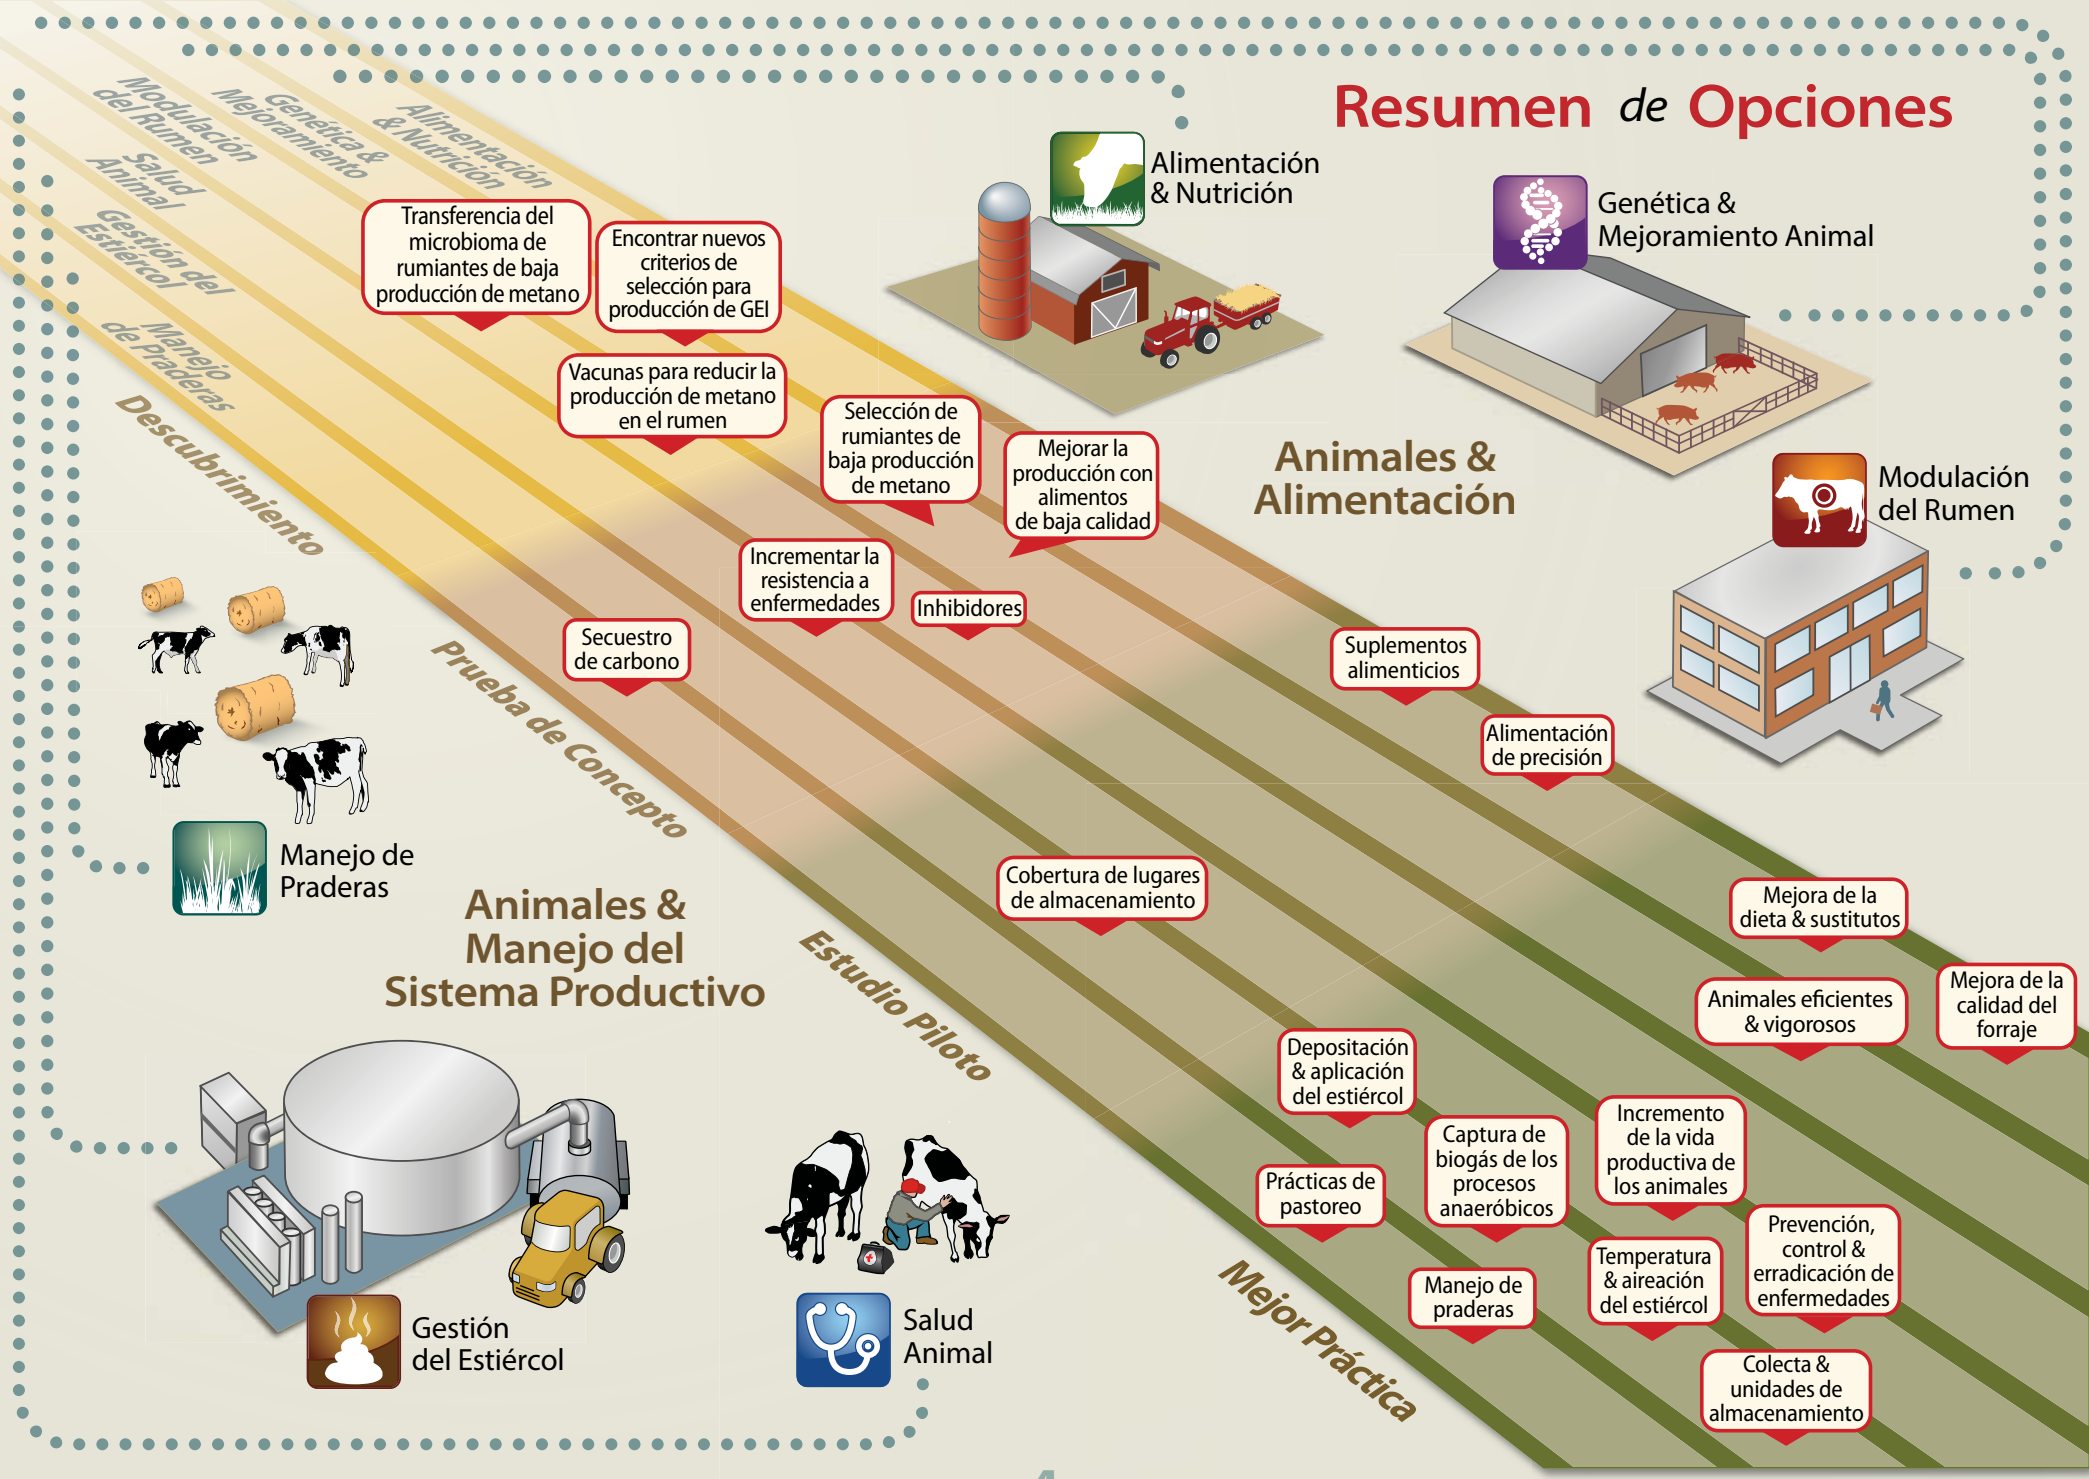 Resumen de Opciones
Modulación
del Rumen
Genética &
Mejoramiento
Alimentación
& Nutrición
Salud
Animal
Gestión del
Estiércol
Manejo
de Praderas
Alimentación
& Nutrición
Genética &
Mejoramiento Animal
Transferencia del
microbioma de
rumiantes de baja
producción de metano
Encontrar nuevos
criterios de
selección para
producción de GEI
Vacunas para reducir la
producción de metano
en el rumen
Descubrimiento
Selección de
rumiantes de
baja producción
de metano
Mejorar la
producción con
alimentos
de baja calidad
Animales &
Alimentación
Modulación
del Rumen
Incrementar la
resistencia a
enfermedades
Inhibidores
Secuestro
de carbono
Prueba de Concepto
Suplementos
alimenticios
Alimentación
de precisión
Manejo de
Praderas
Animales &
Manejo del
Sistema Productivo
Cobertura de lugares
de almacenamiento
Estudio Piloto
Mejora de la
dieta & sustitutos
Animales eficientes
& vigorosos
Mejora de la
calidad del
forraje
Depositación
& aplicación
del estiércol
Captura de
biogás de los
procesos
anaeróbicos
Incremento
de la vida
productiva de
los animales
Prácticas de
pastoreo
Temperatura
& aireación
del estiércol
Prevención,
control &
erradicación de
enfermedades
Manejo de
praderas
Colecta &
unidades de
almacenamiento
Mejor Práctica
Gestión
del Estiércol
Salud
Animal